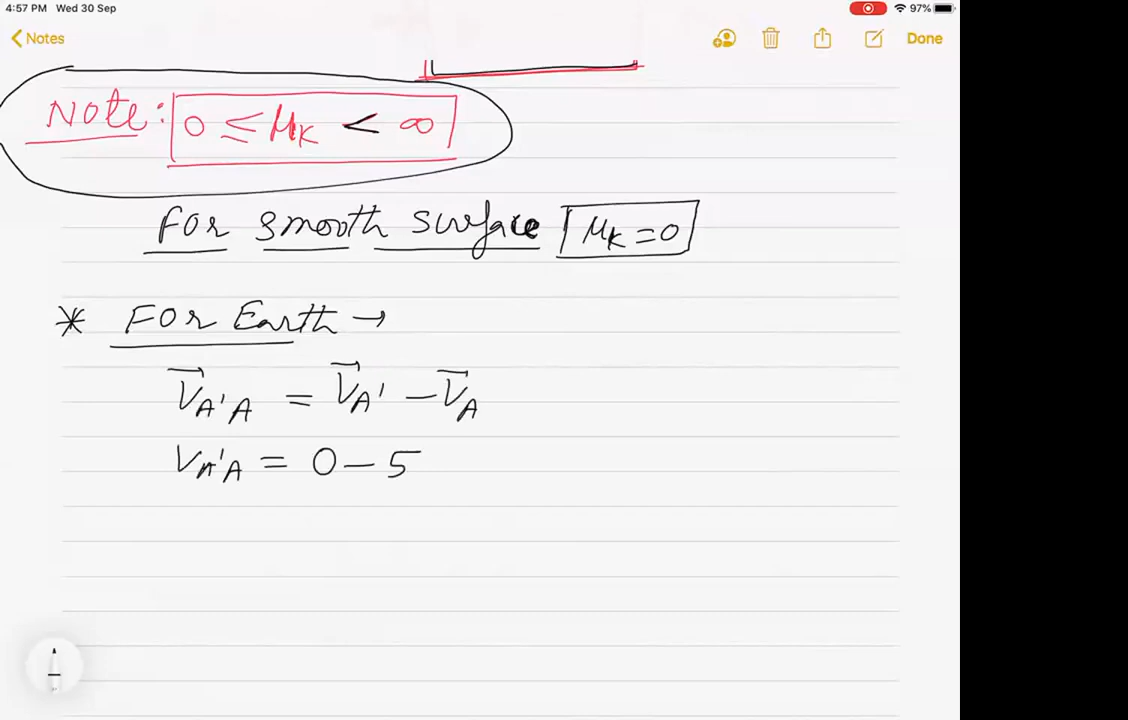 4:57 PM Wed 30 Sep
97%
Notes
Done
Note: 0 ≤ μK < ∞
For smooth surface μK = 0
* For Earth →
V⃗A'A = V⃗A' − V⃗A
VA'A = 0 − 5